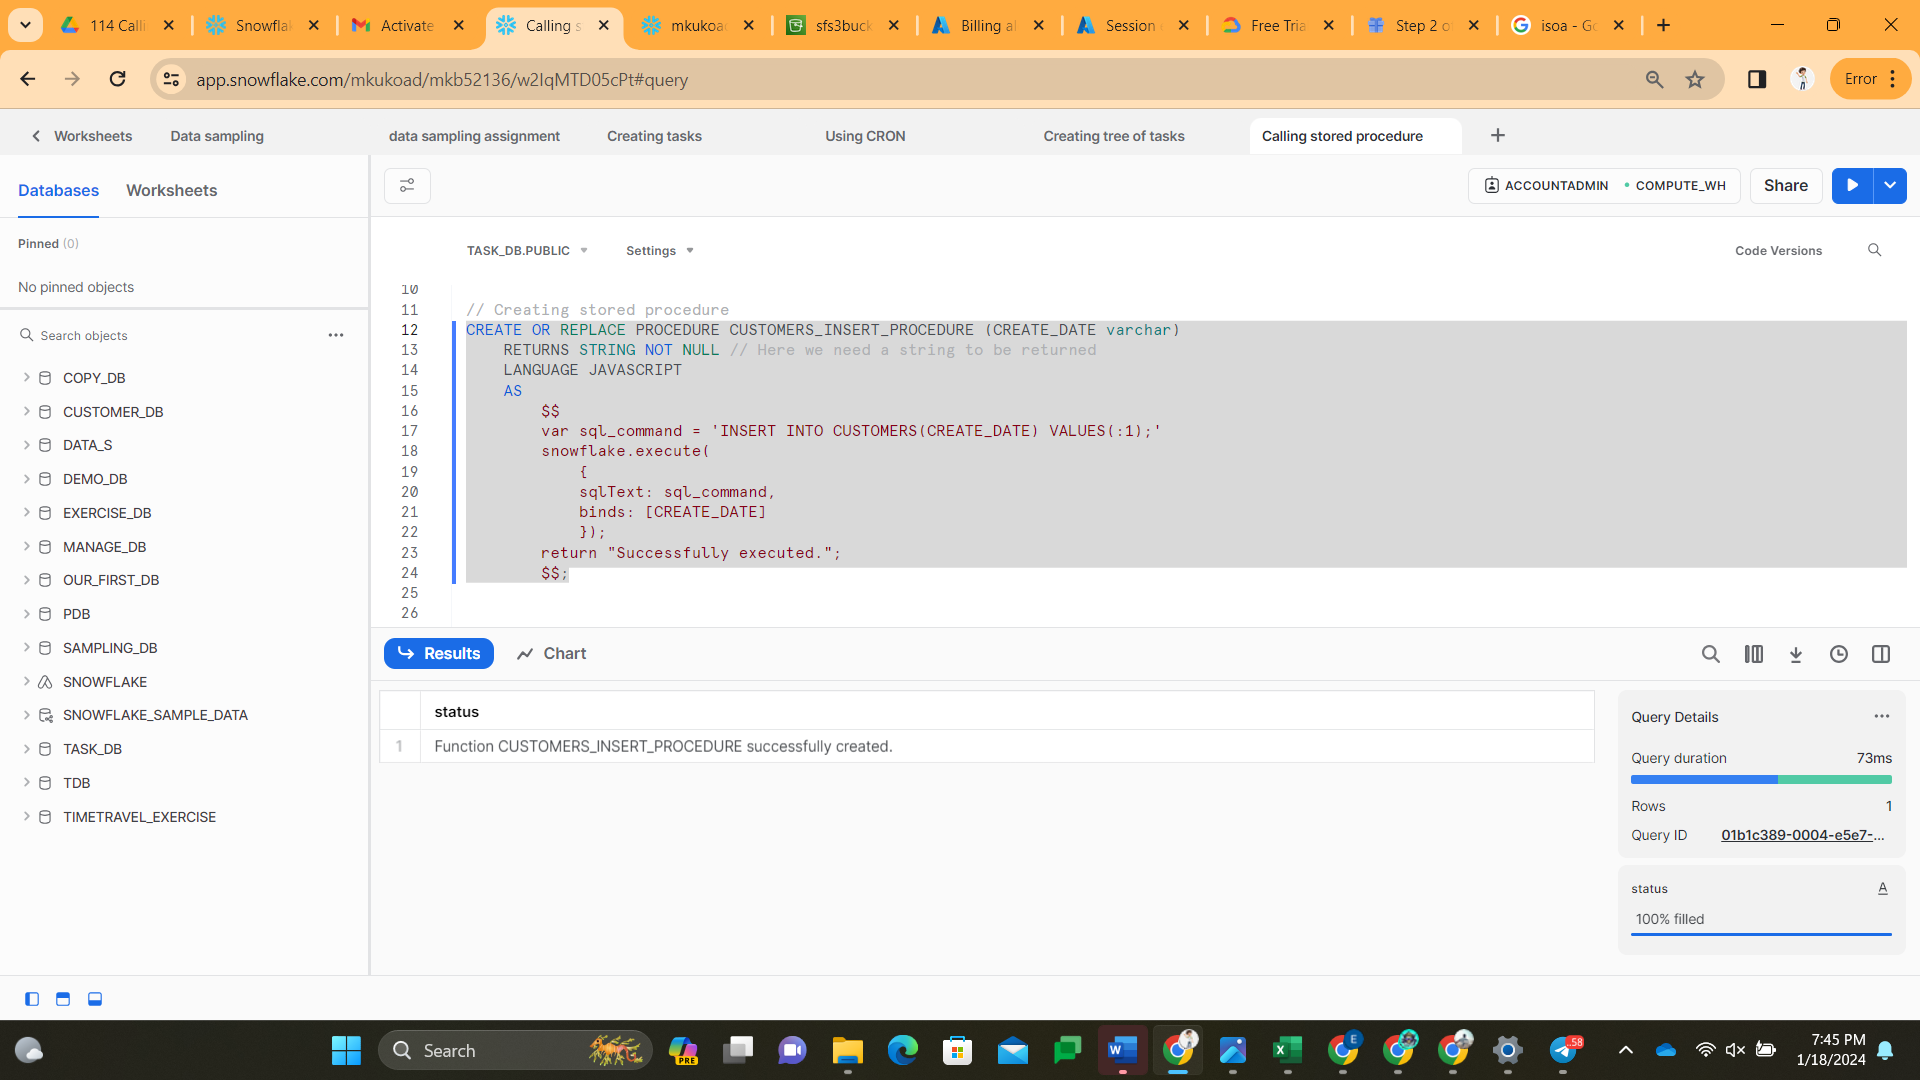 114 Calli
Snowflak
Activate
Calling s
mkukoad
sfs3buck
Billing al
Session
Free Tria
Step 2 o
isoa - Go
app.snowflake.com/mkukoad/mkb52136/w2IqMTD05cPt#query
Error
Worksheets
Data sampling
data sampling assignment
Creating tasks
Using CRON
Creating tree of tasks
Calling stored procedure
Databases
Worksheets
ACCOUNTADMIN
COMPUTE_WH
Share
Pinned (0)
No pinned objects
TASK_DB.PUBLIC
Settings
Code Versions
Search objects
COPY_DB
CUSTOMER_DB
DATA_S
DEMO_DB
EXERCISE_DB
MANAGE_DB
OUR_FIRST_DB
PDB
SAMPLING_DB
SNOWFLAKE
SNOWFLAKE_SAMPLE_DATA
TASK_DB
TDB
TIMETRAVEL_EXERCISE
10
11 // Creating stored procedure
12 CREATE OR REPLACE PROCEDURE CUSTOMERS_INSERT_PROCEDURE (CREATE_DATE varchar)
13 RETURNS STRING NOT NULL // Here we need a string to be returned
14 LANGUAGE JAVASCRIPT
15 AS
16 $$
17 var sql_command = 'INSERT INTO CUSTOMERS(CREATE_DATE) VALUES(:1);'
18 snowflake.execute(
19 {
20 sqlText: sql_command,
21 binds: [CREATE_DATE]
22 });
23 return "Successfully executed.";
24 $$;
25
26
Results
Chart
status
1 Function CUSTOMERS_INSERT_PROCEDURE successfully created.
Query Details
Query duration 73ms
Rows 1
Query ID 01b1c389-0004-e5e7-...
status
A
100% filled
Search
PRE
W
X
E
58
7:45 PM
1/18/2024